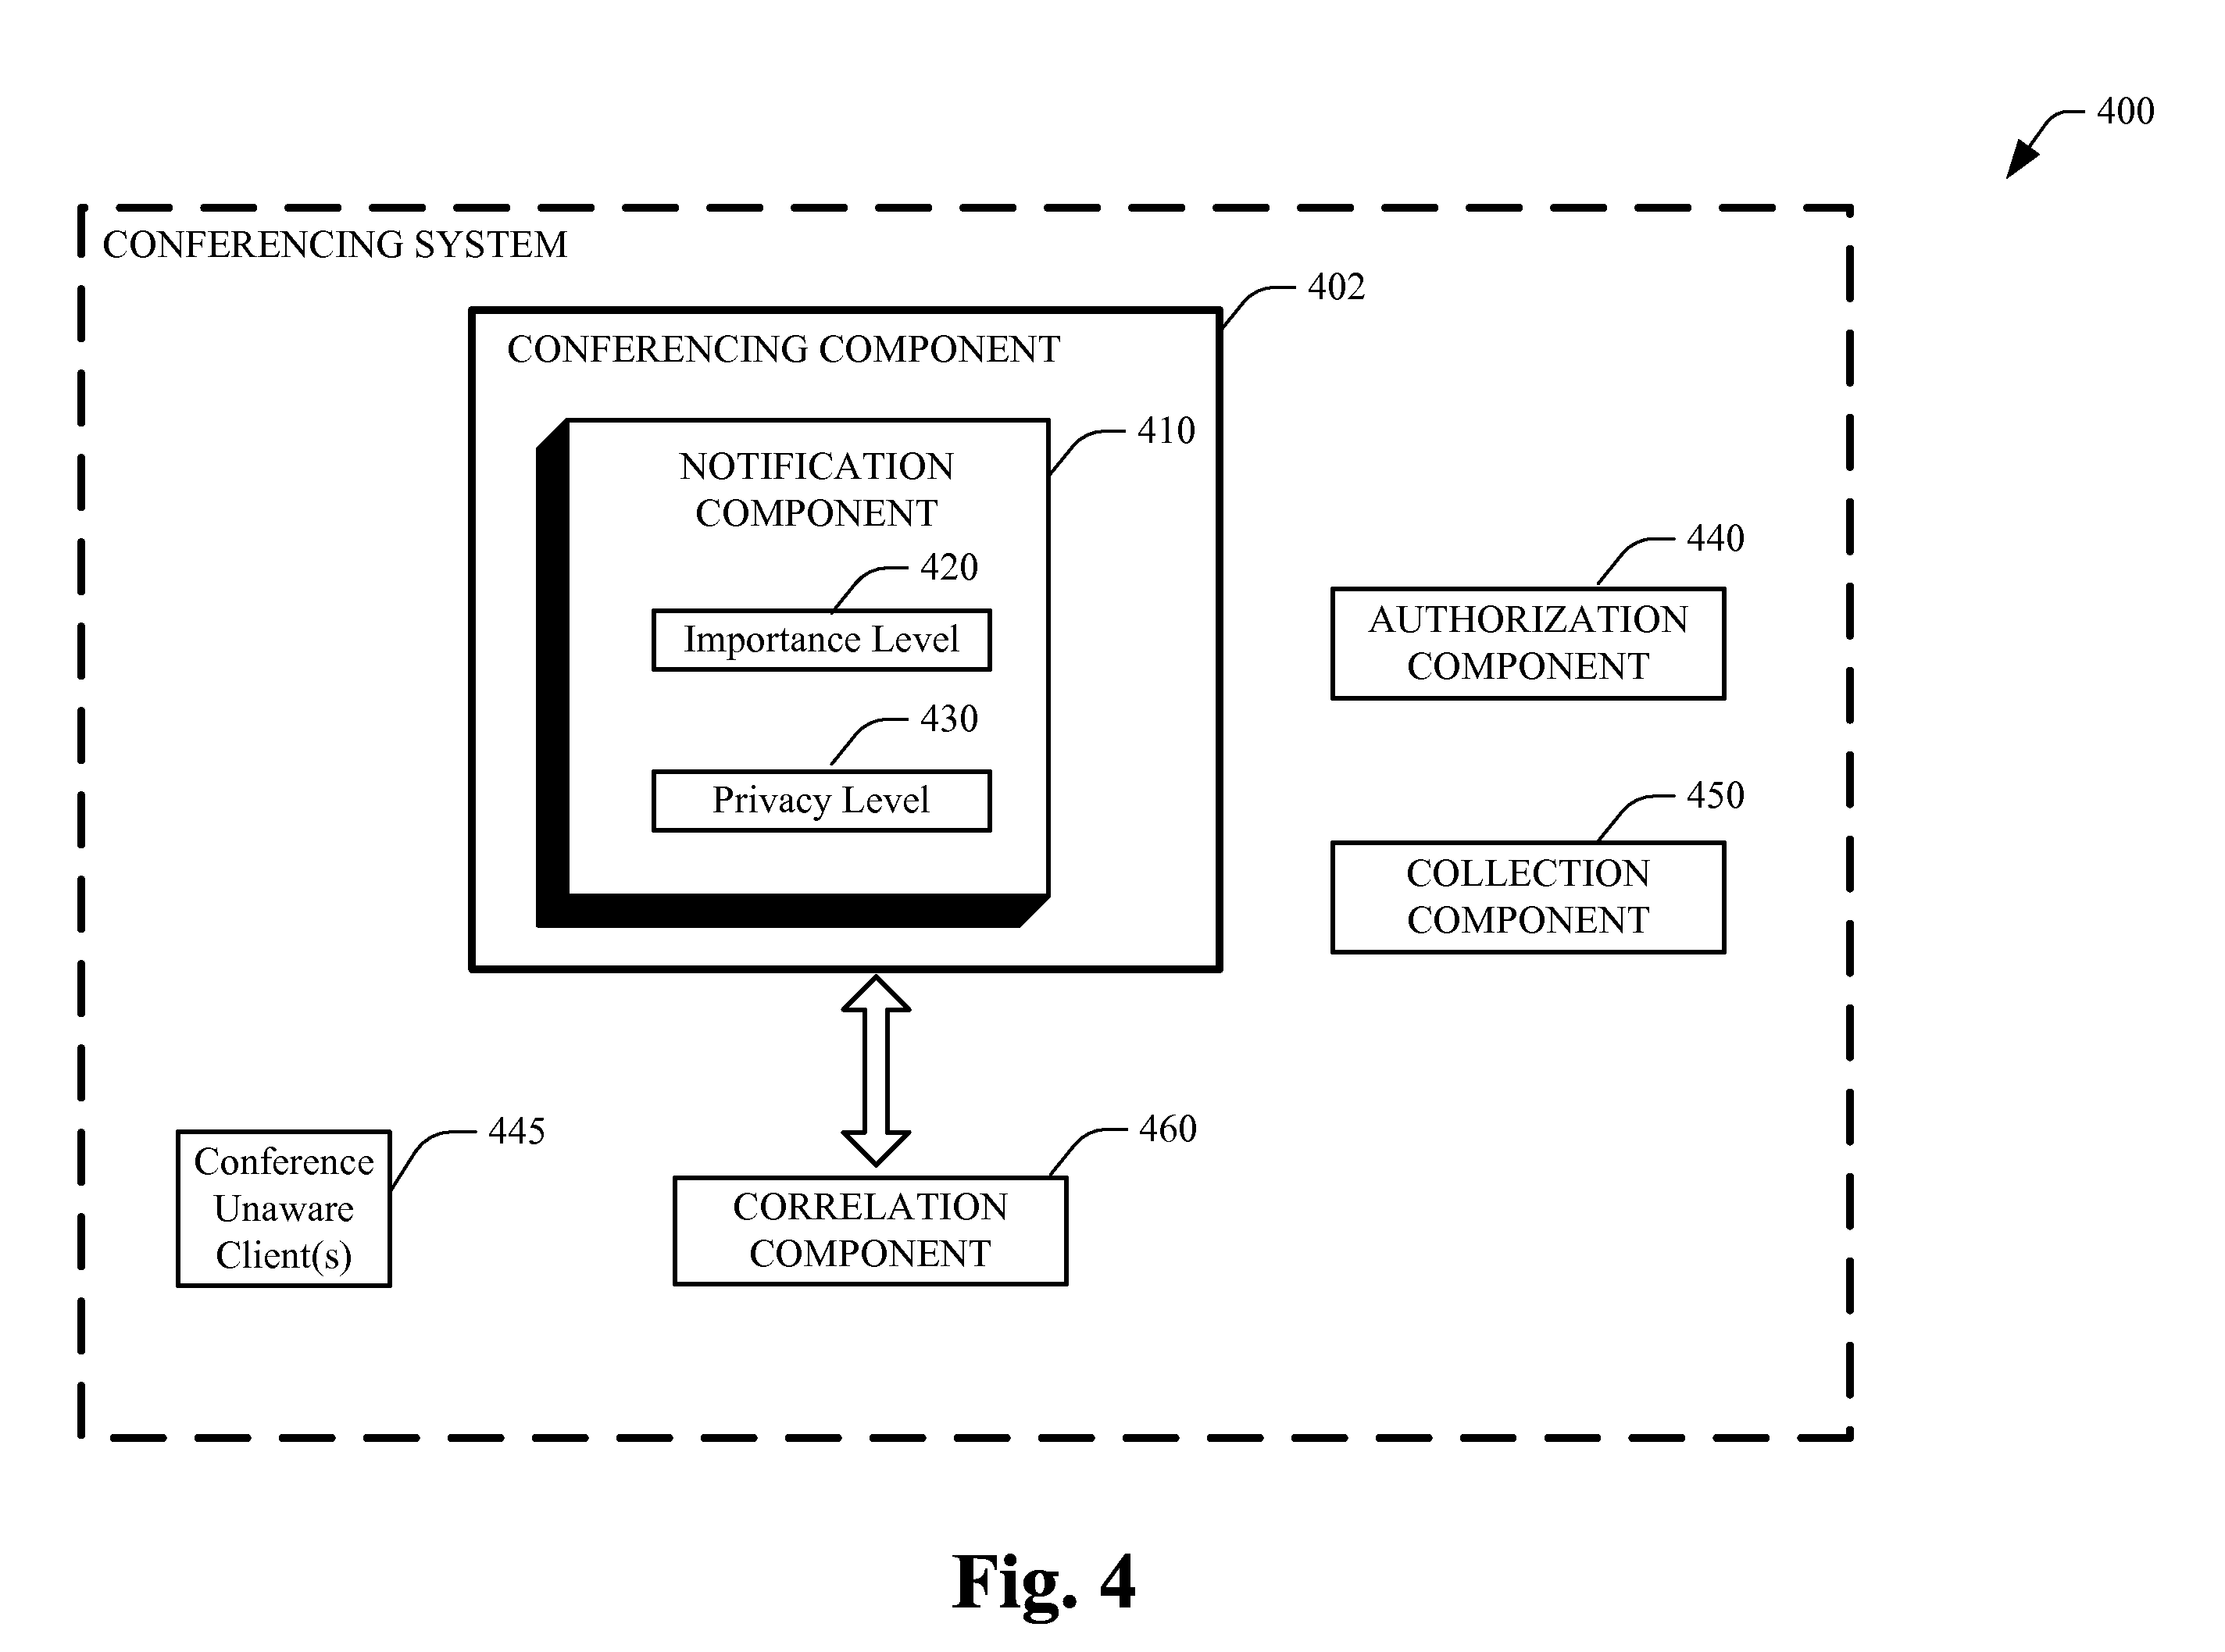 400
CONFERENCING SYSTEM
402
CONFERENCING COMPONENT
410
NOTIFICATION
COMPONENT
420
Importance Level
430
Privacy Level
440
AUTHORIZATION
COMPONENT
450
COLLECTION
COMPONENT
445
Conference
Unaware
Client(s)
460
CORRELATION
COMPONENT
Fig. 4